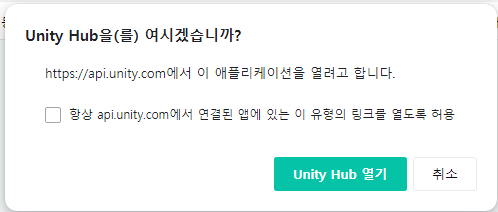 Unity Hub을(를) 여시겠습니까?
https://api.unity.com에서 이 애플리케이션을 열려고 합니다.
항상 api.unity.com에서 연결된 앱에 있는 이 유형의 링크를 열도록 허용
Unity Hub 열기
취소